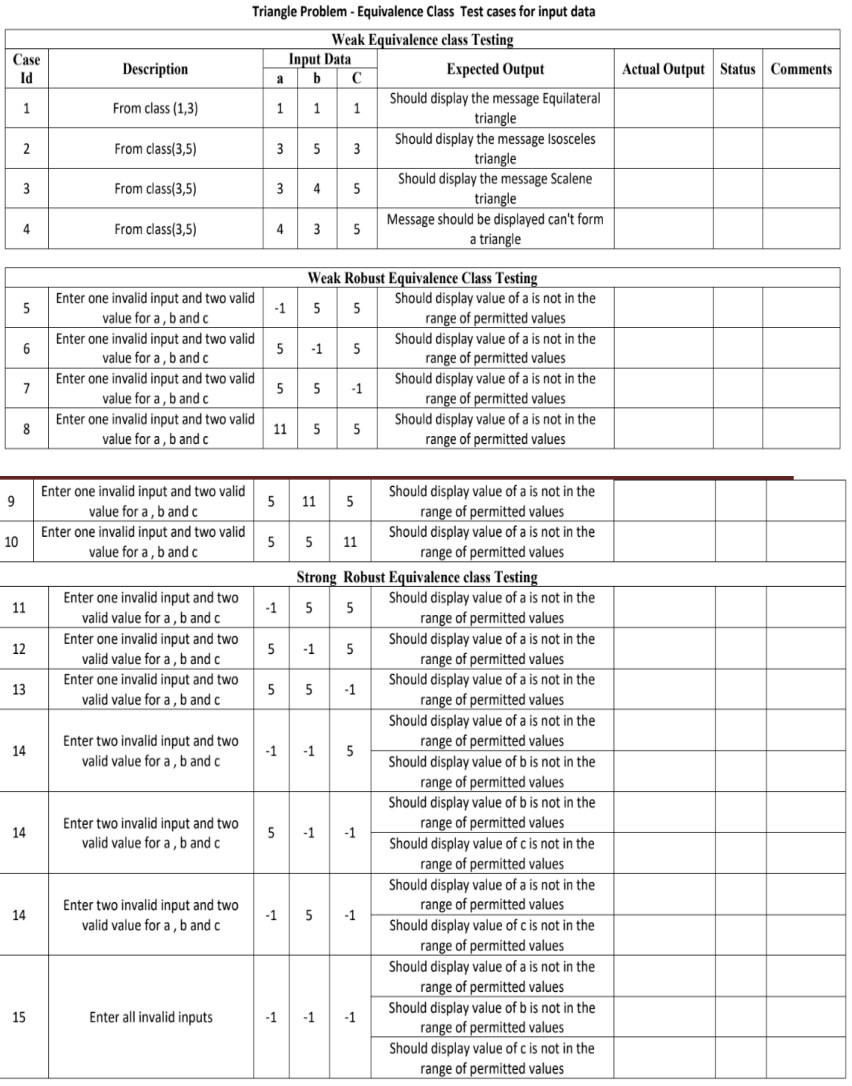 Triangle Problem - Equivalence Class Test cases for input data
Weak Equivalence class Testing
Case Id Description Input Data Expected Output Actual Output Status Comments
a b C
1 From class (1,3) 1 1 1 Should display the message Equilateral
triangle
2 From class(3,5) 3 5 3 Should display the message Isosceles
triangle
3 From class(3,5) 3 4 5 Should display the message Scalene
triangle
4 From class(3,5) 4 3 5 Message should be displayed can't form
a triangle
Weak Robust Equivalence Class Testing
5 Enter one invalid input and two valid -1 5 5 Should display value of a is not in the
value for a , b and c range of permitted values
6 Enter one invalid input and two valid 5 -1 5 Should display value of a is not in the
value for a , b and c range of permitted values
7 Enter one invalid input and two valid 5 5 -1 Should display value of a is not in the
value for a , b and c range of permitted values
8 Enter one invalid input and two valid 11 5 5 Should display value of a is not in the
value for a , b and c range of permitted values
9 Enter one invalid input and two valid 5 11 5 Should display value of a is not in the
value for a , b and c range of permitted values
10 Enter one invalid input and two valid 5 5 11 Should display value of a is not in the
value for a , b and c range of permitted values
Strong Robust Equivalence class Testing
11 Enter one invalid input and two -1 5 5 Should display value of a is not in the
valid value for a , b and c range of permitted values
12 Enter one invalid input and two 5 -1 5 Should display value of a is not in the
valid value for a , b and c range of permitted values
13 Enter one invalid input and two 5 5 -1 Should display value of a is not in the
valid value for a , b and c range of permitted values
14 Enter two invalid input and two -1 -1 5 Should display value of a is not in the
valid value for a , b and c range of permitted values
Should display value of b is not in the
range of permitted values
14 Enter two invalid input and two 5 -1 -1 Should display value of b is not in the
valid value for a , b and c range of permitted values
Should display value of c is not in the
range of permitted values
14 Enter two invalid input and two -1 5 -1 Should display value of a is not in the
valid value for a , b and c range of permitted values
Should display value of c is not in the
range of permitted values
15 Enter all invalid inputs -1 -1 -1 Should display value of a is not in the
range of permitted values
Should display value of b is not in the
range of permitted values
Should display value of c is not in the
range of permitted values